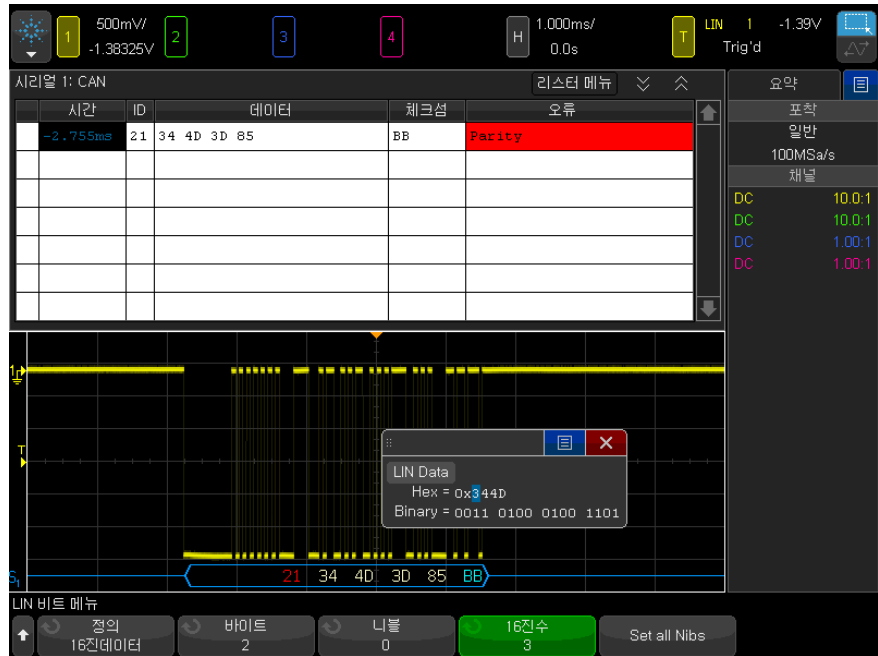 1 500mV/ -1.38325V 2 3 4 H 1.000ms/ 0.0s T LIN 1 -1.39V Trig'd
시리얼 1: CAN 리스터 메뉴
시간 ID 데이터 체크섬 오류
-2.755ms 21 34 4D 3D 85 BB Parity
요약
포착
일반
100MSa/s
채널
DC 10.0:1
DC 10.0:1
DC 1.00:1
DC 1.00:1
1
T
LIN Data
Hex = 0x344D
Binary = 0011 0100 0100 1101
S1 21 34 4D 3D 85 BB
LIN 비트 메뉴
정의 바이트 니블 16진수 Set all Nibs
16진데이터 2 0 3